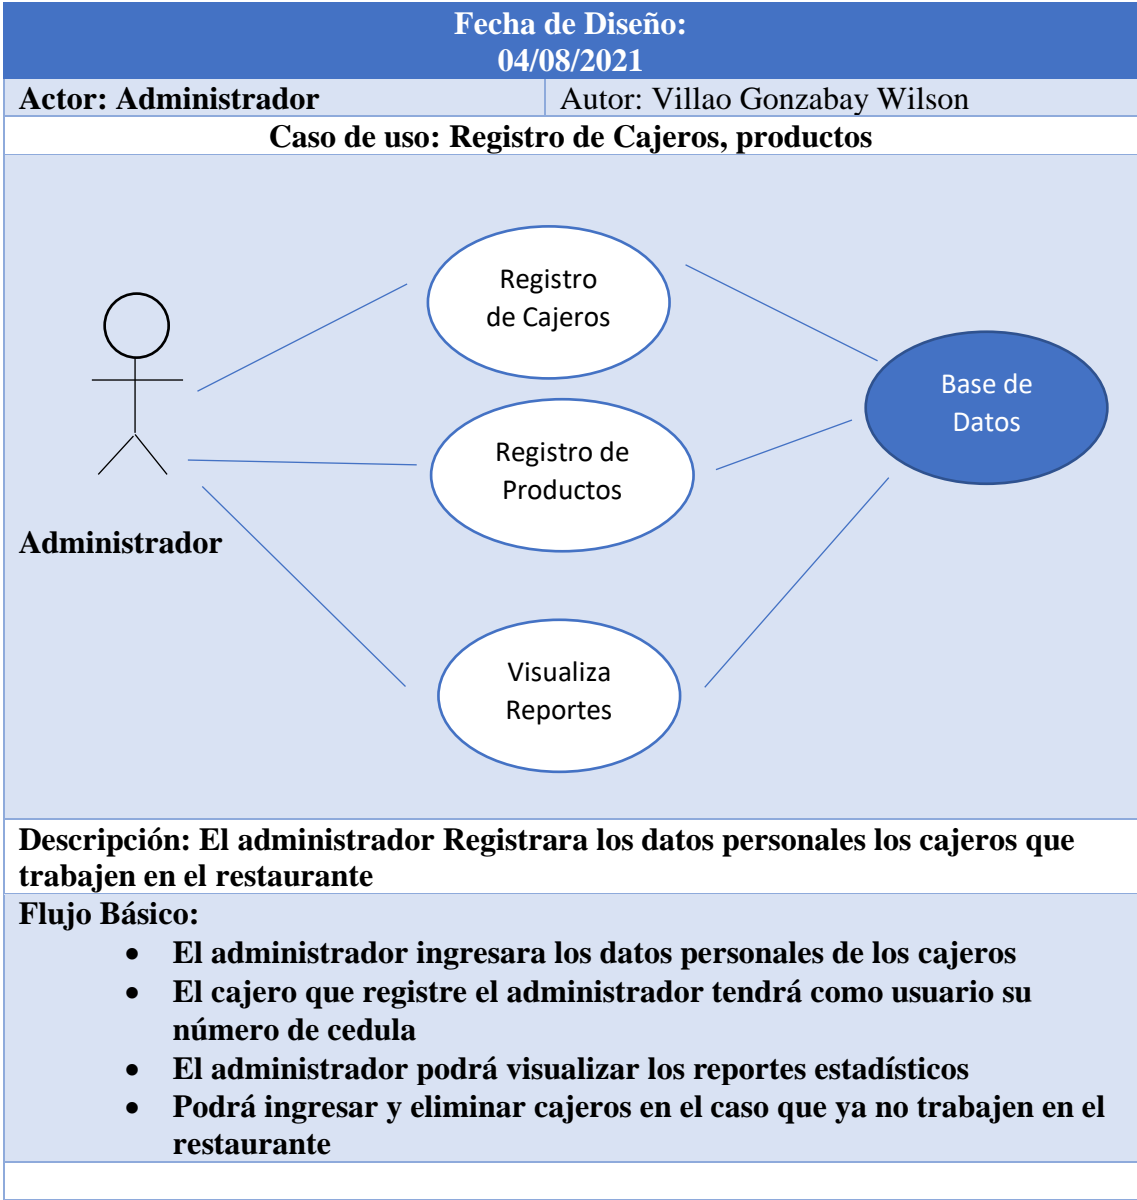 Fecha de Diseño:
04/08/2021
Actor: Administrador
Autor: Villao Gonzabay Wilson
Caso de uso: Registro de Cajeros, productos
Registro
de Cajeros
Base de
Datos
Registro de
Productos
Administrador
Visualiza
Reportes
Descripción: El administrador Registrara los datos personales los cajeros que
trabajen en el restaurante
Flujo Básico:
• El administrador ingresara los datos personales de los cajeros
• El cajero que registre el administrador tendrá como usuario su
número de cedula
• El administrador podrá visualizar los reportes estadísticos
• Podrá ingresar y eliminar cajeros en el caso que ya no trabajen en el
restaurante